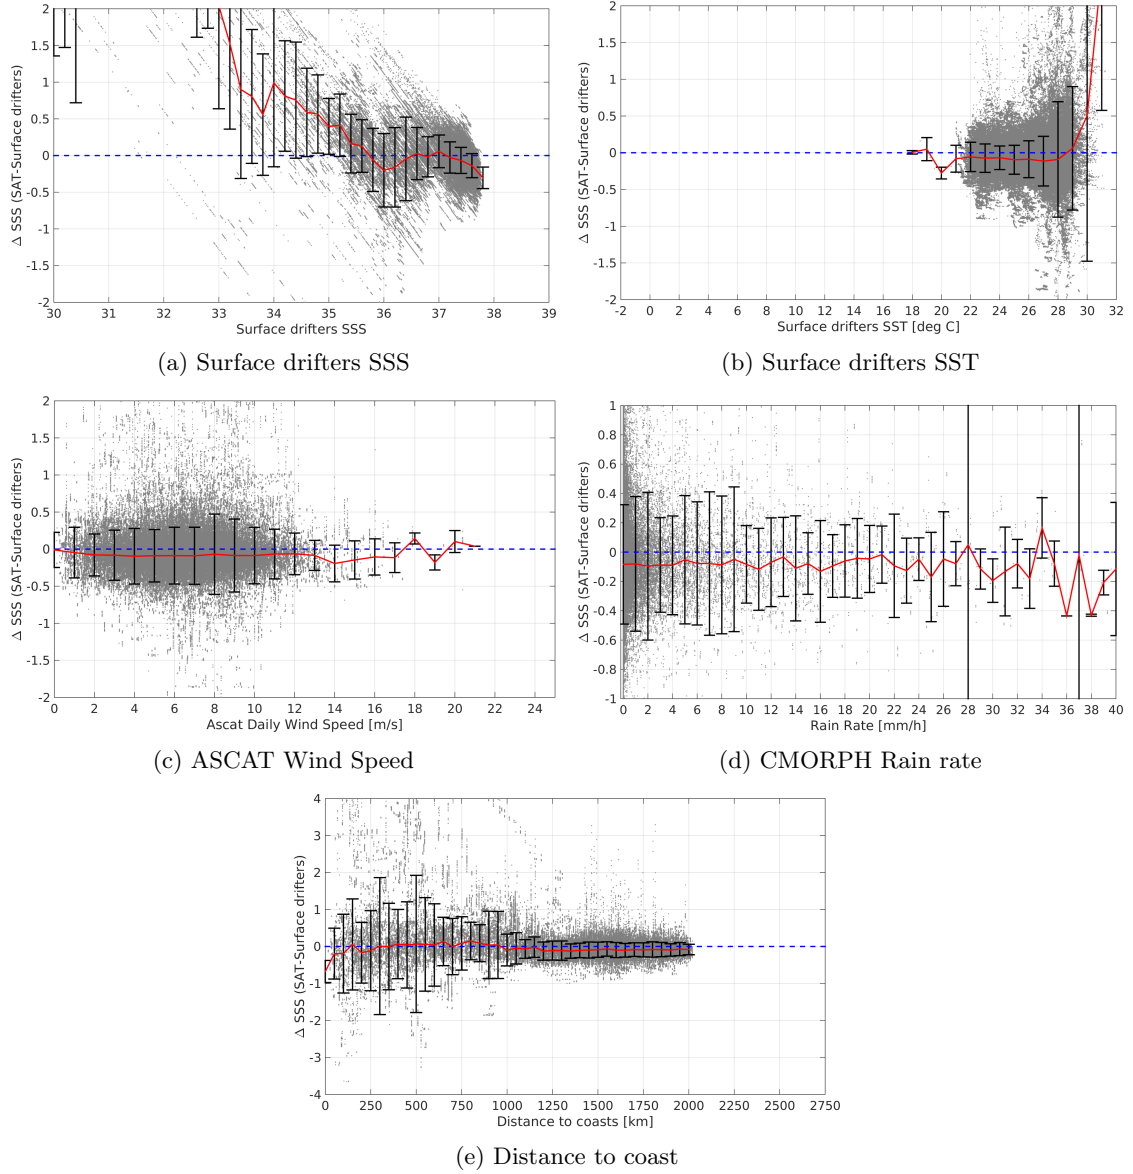 2
1.5
1
0.5
0
-0.5
-1
-1.5
-2
Δ SSS (SAT-Surface drifters)
30 31 32 33 34 35 36 37 38 39
Surface drifters SSS
(a) Surface drifters SSS
2
1.5
1
0.5
0
-0.5
-1
-1.5
-2
Δ SSS (SAT-Surface drifters)
-2 0 2 4 6 8 10 12 14 16 18 20 22 24 26 28 30 32
Surface drifters SST [deg C]
(b) Surface drifters SST
2
1.5
1
0.5
0
-0.5
-1
-1.5
-2
Δ SSS (SAT-Surface drifters)
0 2 4 6 8 10 12 14 16 18 20 22 24
Ascat Daily Wind Speed [m/s]
(c) ASCAT Wind Speed
1
0.8
0.6
0.4
0.2
0
-0.2
-0.4
-0.6
-0.8
-1
Δ SSS (SAT-Surface drifters)
0 2 4 6 8 10 12 14 16 18 20 22 24 26 28 30 32 34 36 38 40
Rain Rate [mm/h]
(d) CMORPH Rain rate
4
3
2
1
0
-1
-2
-3
-4
Δ SSS (SAT-Surface drifters)
0 250 500 750 1000 1250 1500 1750 2000 2250 2500 2750
Distance to coasts [km]
(e) Distance to coast